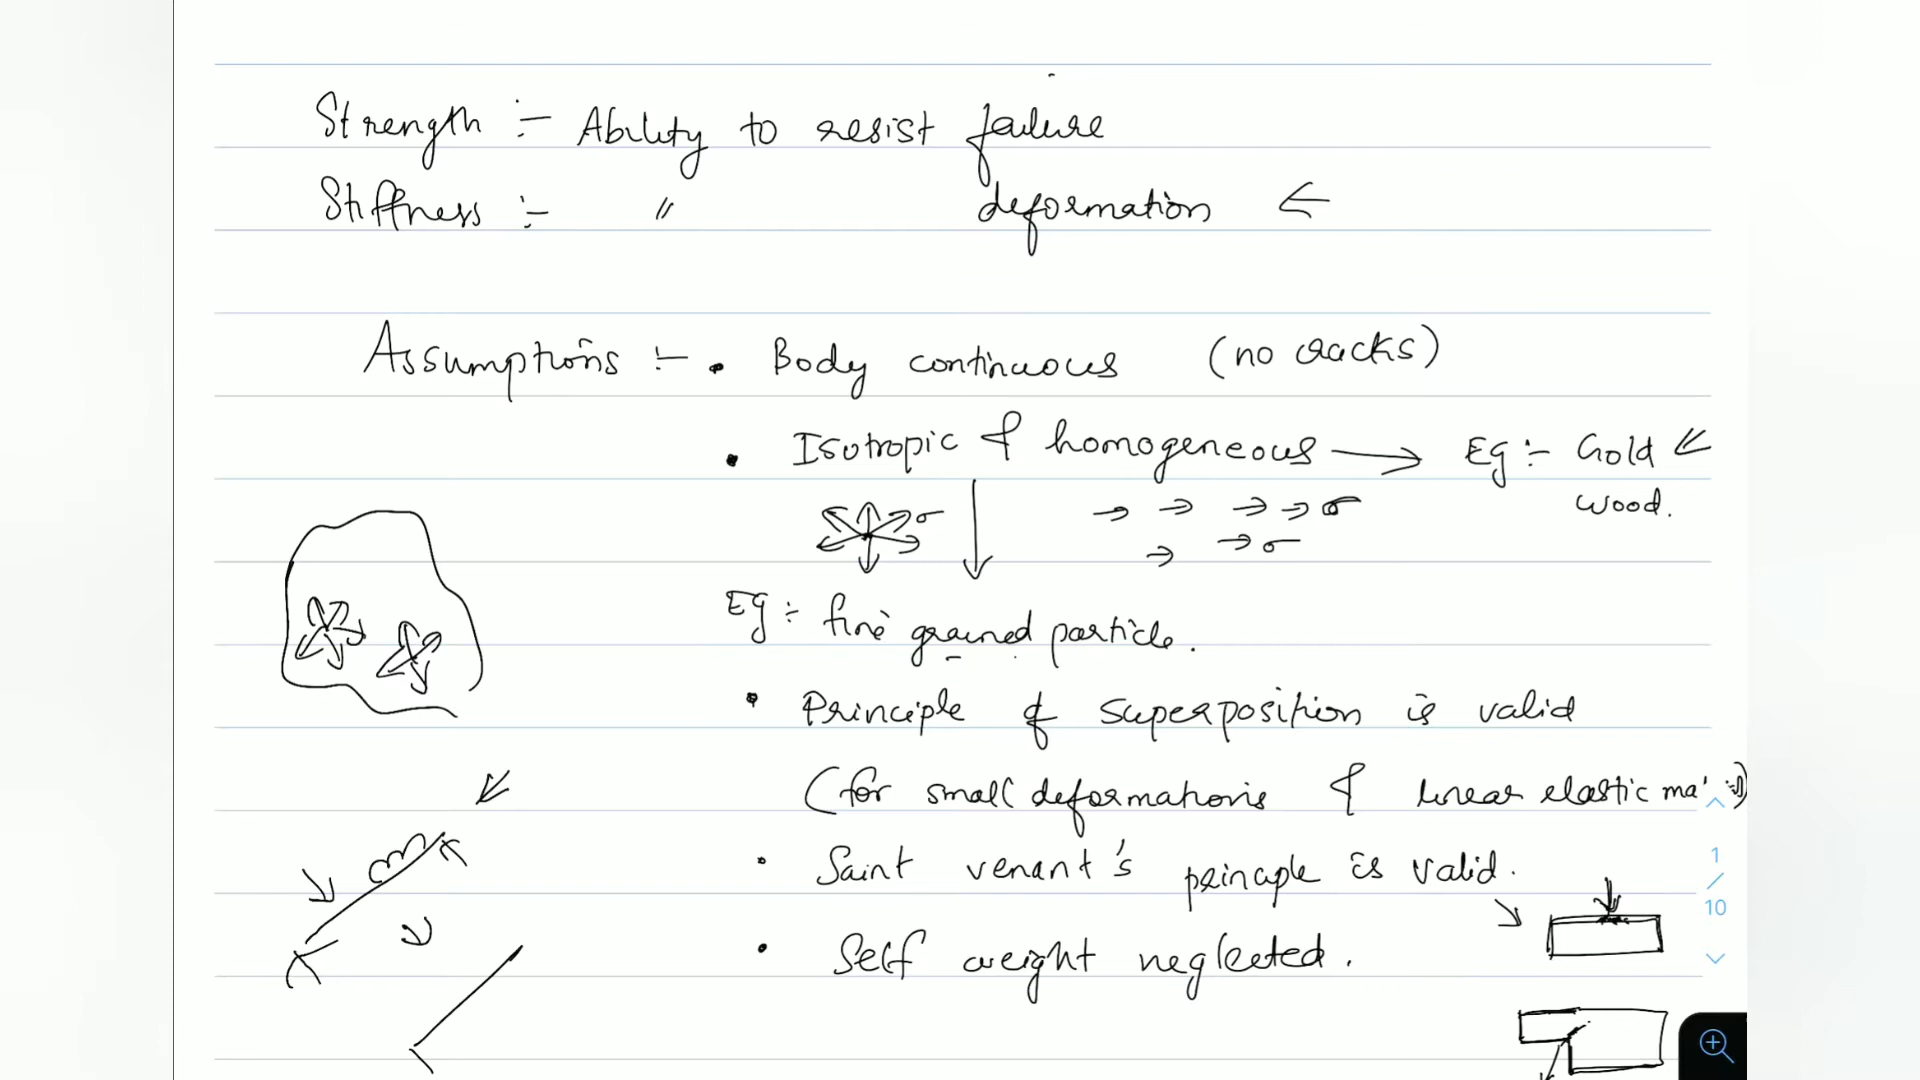 Strength :- Ability to resist failure
Stiffness :- " deformation ←
Assumptions :- • Body continuous (no cracks)
• Isotropic & homogeneous → Eg :- Gold
wood.
σ → → → → σ
→ → σ
Eg :- fine grained particle.
• Principle of superposition is valid
(for small deformations & linear elastic
• Saint venant's principle is valid.
• Self weight neglected.
1
/
10